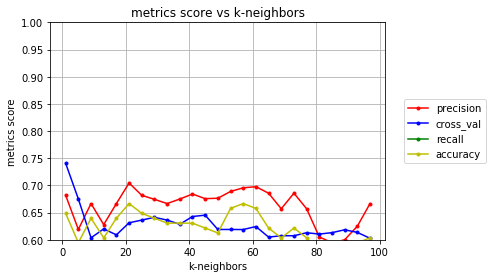 metrics score vs k-neighbors
1.00
0.95
0.90
0.85
0.80
0.75
0.70
0.65
0.60
metrics score
0 20 40 60 80 100
k-neighbors
precision
cross_val
recall
accuracy